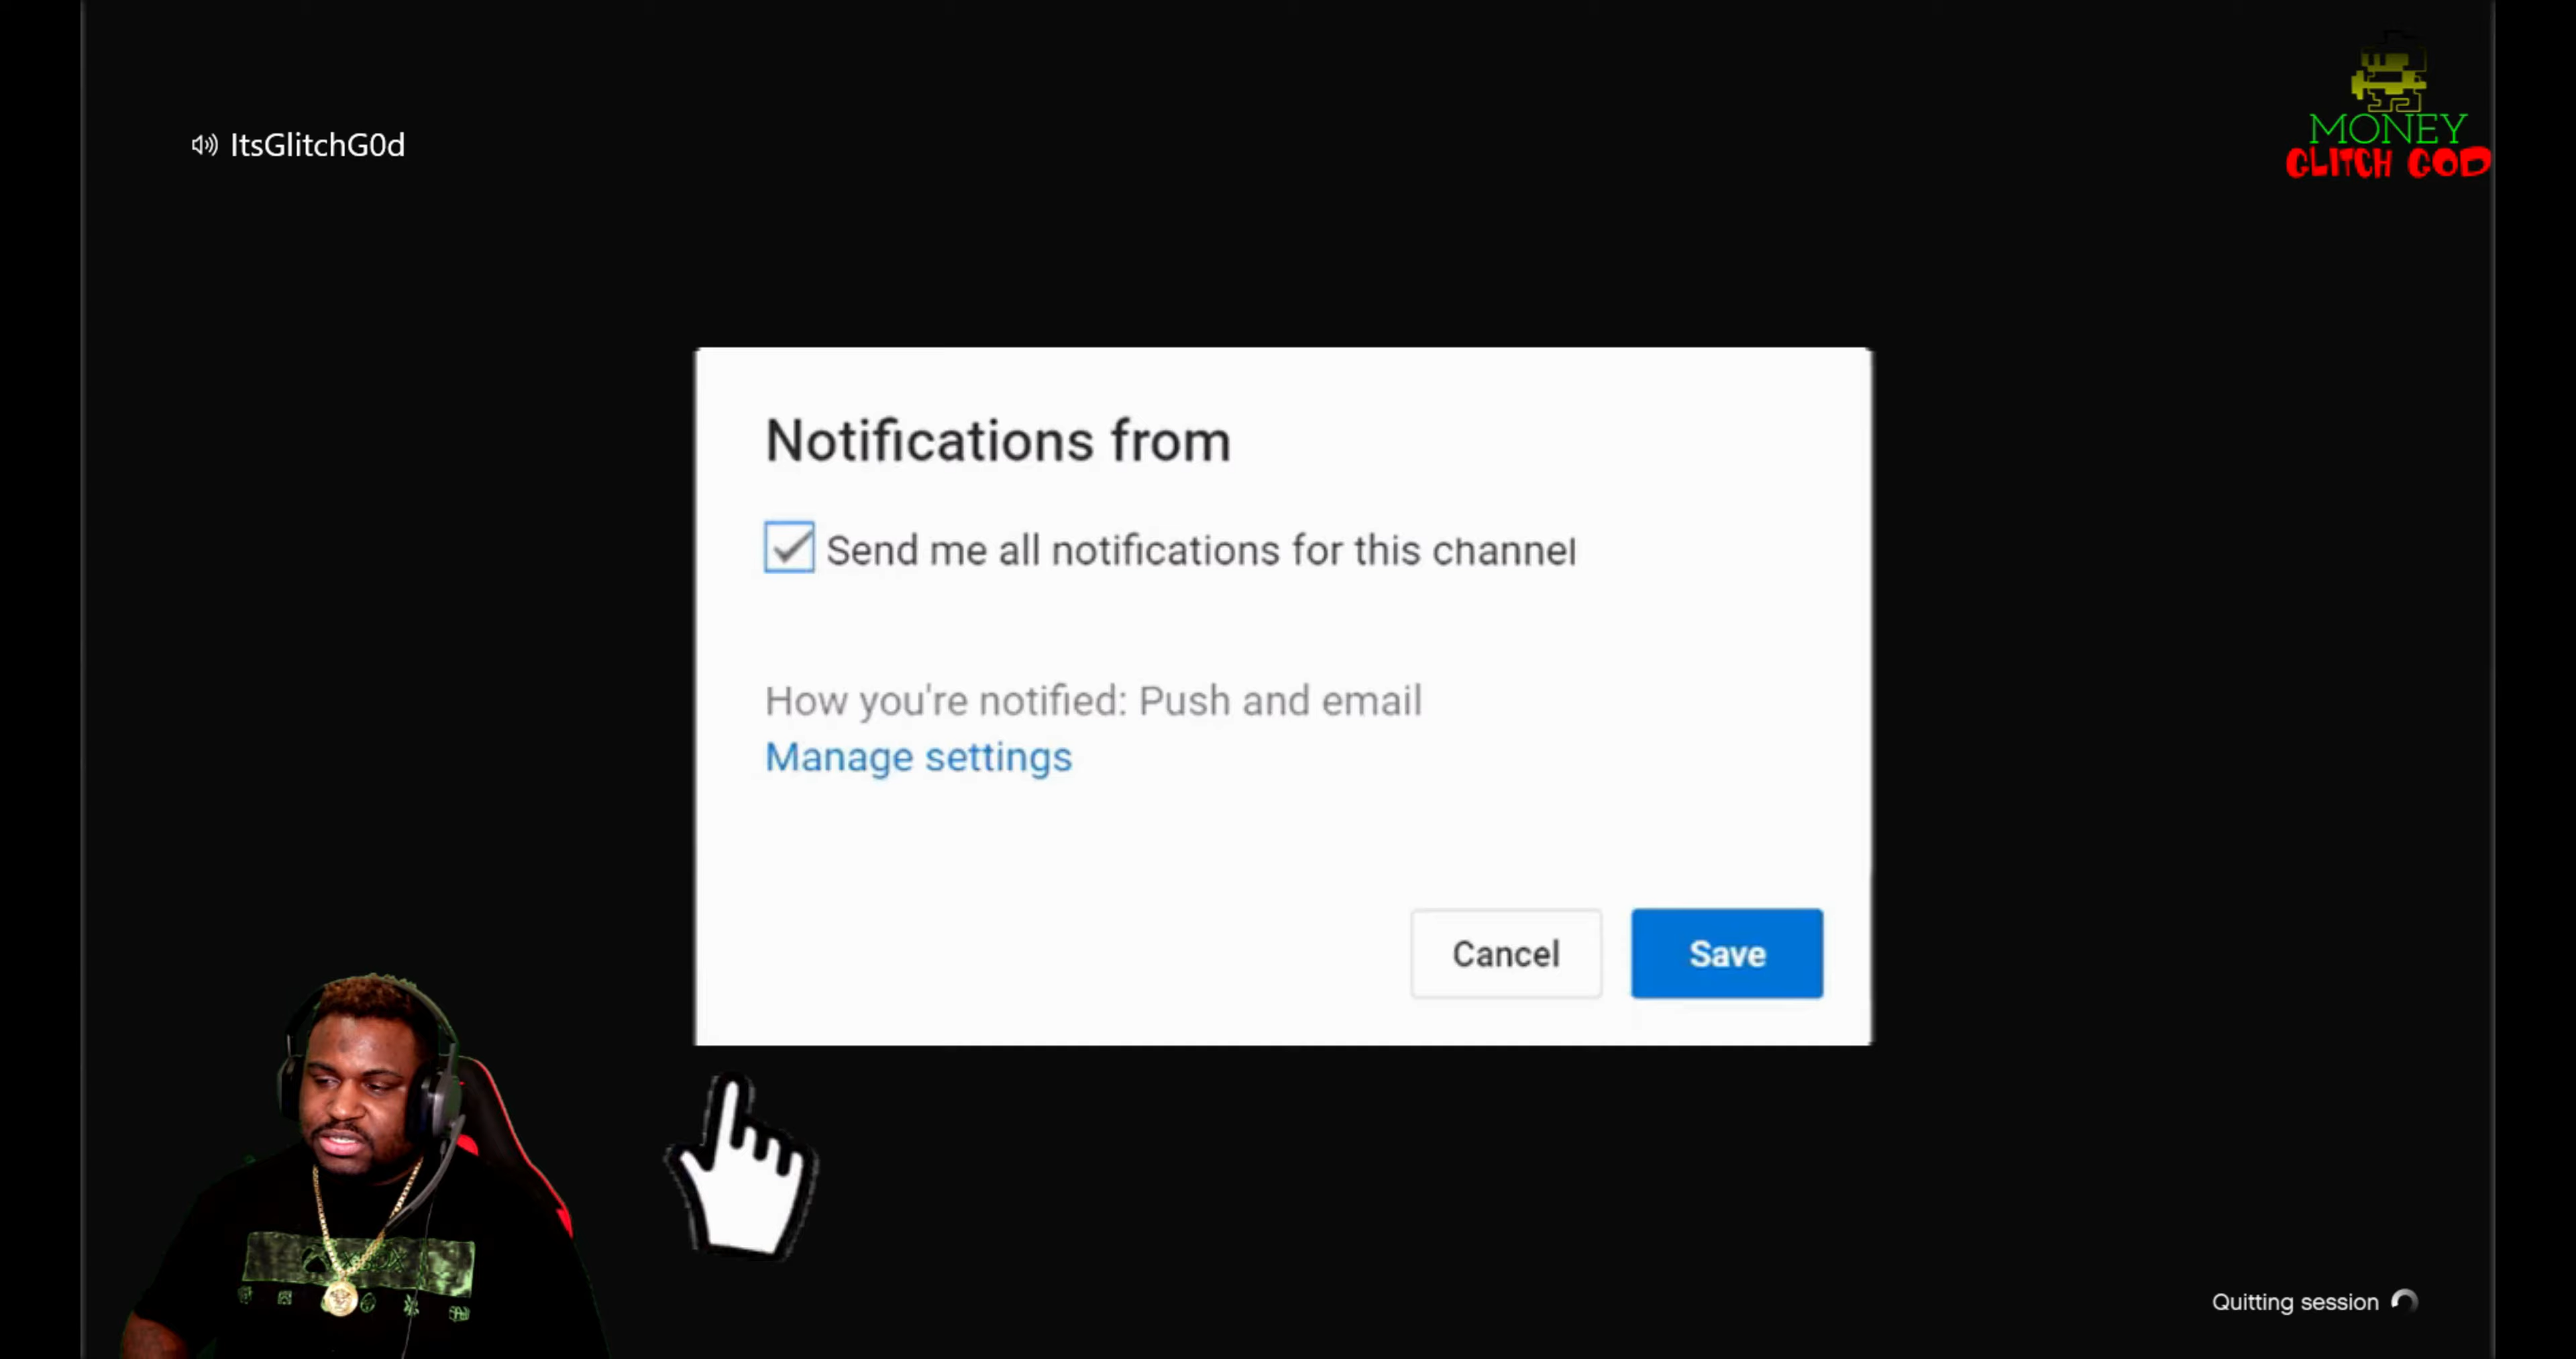 ItsGlitchG0d
MONEY
GLITCH GOD
Notifications from
Send me all notifications for this channel
How you're notified: Push and email
Manage settings
Cancel
Save
Quitting session